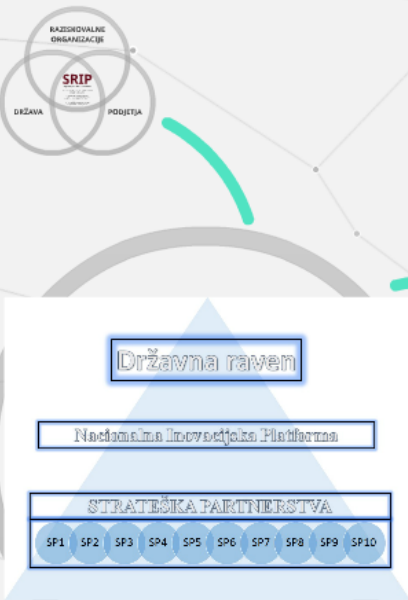 RAZISKOVALNE
ORGANIZACIJE
SRIP
DRŽAVA
PODJETJA
Državna raven
Nacionalna Inovacijska Platforma
STRATEŠKA PARTNERSTVA
SP1 SP2 SP3 SP4 SP5 SP6 SP7 SP8 SP9 SP10